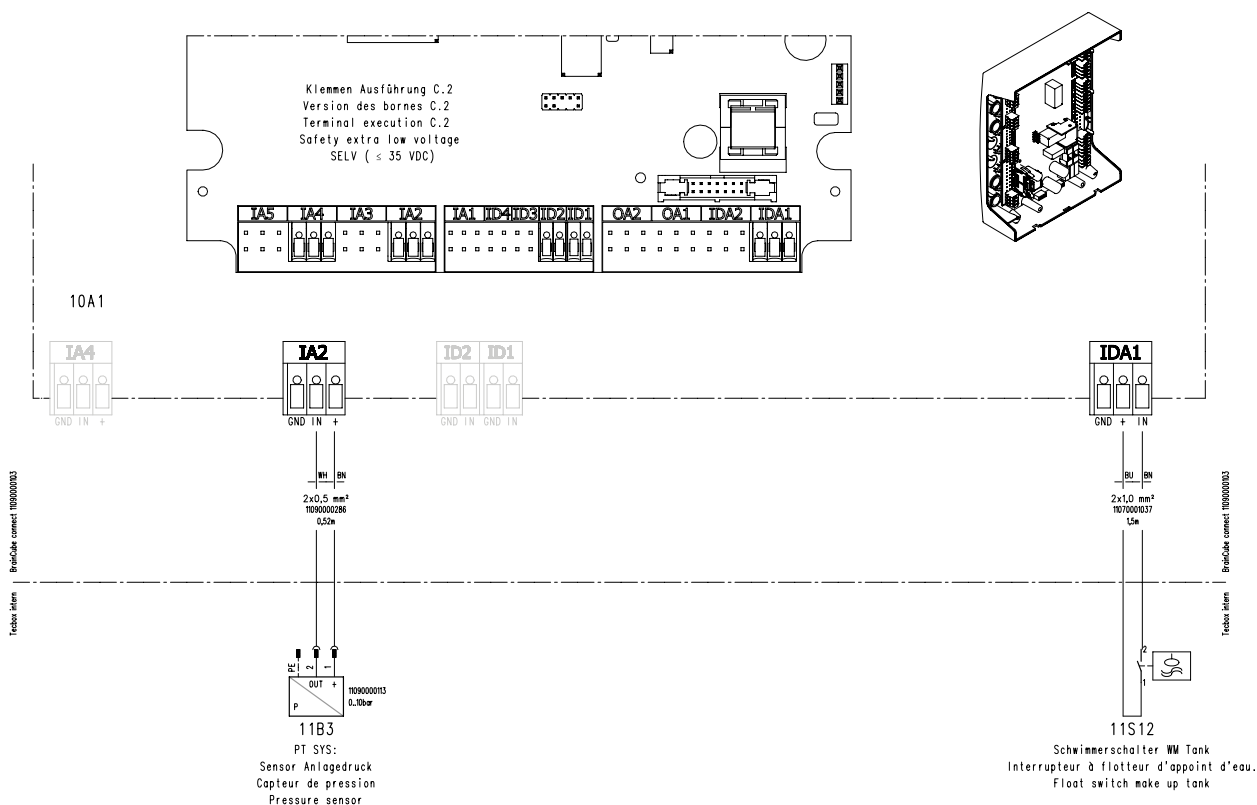 Klemmen Ausführung C.2
Version des bornes C.2
Terminal execution C.2
Safety extra low voltage
SELV ( ≤ 35 VDC)
IA5 IA4 IA3 IA2 IA1 ID4 ID3 ID2 ID1 OA2 OA1 IDA2 IDA1
10A1
IA4 IA2 ID2 ID1 IDA1
GND IN + GND IN + GND IN GND IN GND + IN
WH BN BU BN
2x0,5 mm² 2x1,0 mm²
11090000286 11070001037
0,52m 1,5m
BrainCube connect 11090000103 BrainCube connect 11090000103
Tecbox intern Tecbox intern
PE 2 1 2
OUT + 1
P
11090000113
0..10bar
11B3 11S12
PT SYS: Schwimmerschalter WM Tank
Sensor Anlagedruck Interrupteur à flotteur d'appoint d'eau.
Capteur de pression Float switch make up tank
Pressure sensor